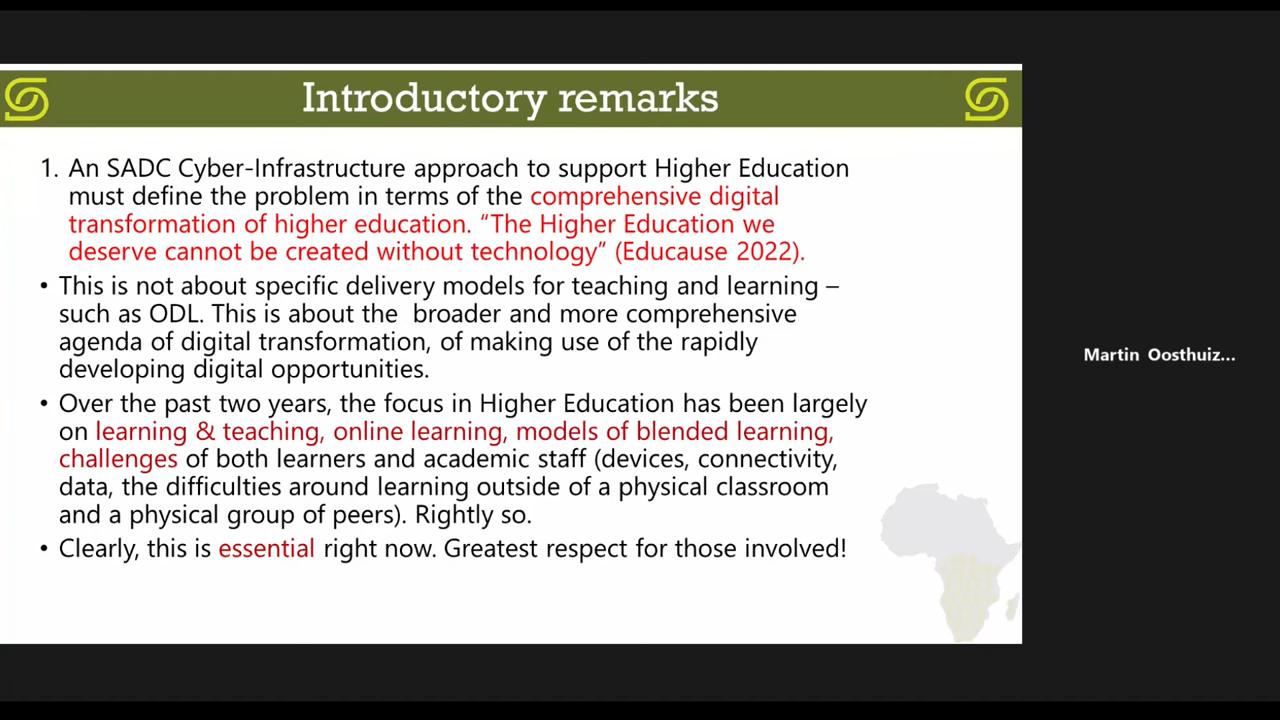 Introductory remarks
1. An SADC Cyber-Infrastructure approach to support Higher Education
must define the problem in terms of the comprehensive digital
transformation of higher education. “The Higher Education we
deserve cannot be created without technology” (Educause 2022).
• This is not about specific delivery models for teaching and learning –
such as ODL. This is about the broader and more comprehensive
agenda of digital transformation, of making use of the rapidly
developing digital opportunities.
• Over the past two years, the focus in Higher Education has been largely
on learning & teaching, online learning, models of blended learning,
challenges of both learners and academic staff (devices, connectivity,
data, the difficulties around learning outside of a physical classroom
and a physical group of peers). Rightly so.
• Clearly, this is essential right now. Greatest respect for those involved!
Martin Oosthuiz...